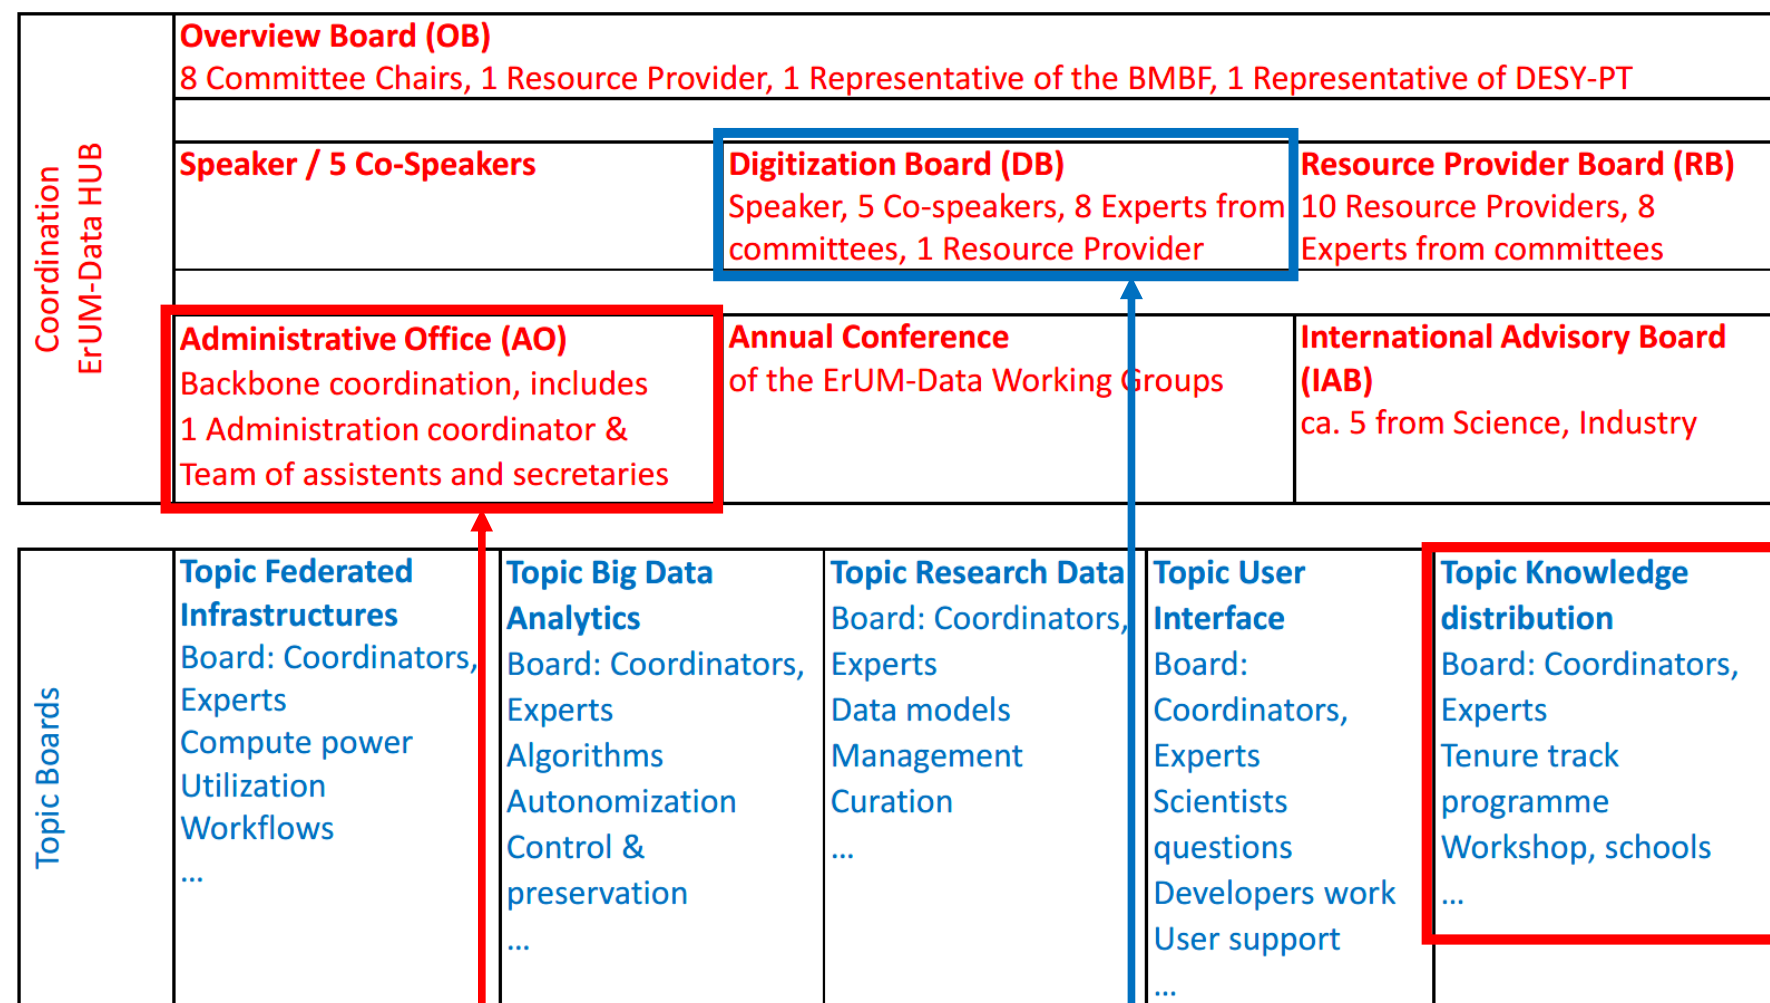 Coordination
ErUM-Data HUB
Overview Board (OB)
8 Committee Chairs, 1 Resource Provider, 1 Representative of the BMBF, 1 Representative of DESY-PT
Speaker / 5 Co-Speakers
Digitization Board (DB)
Speaker, 5 Co-speakers, 8 Experts from
committees, 1 Resource Provider
Resource Provider Board (RB)
10 Resource Providers, 8
Experts from committees
Administrative Office (AO)
Backbone coordination, includes
1 Administration coordinator &
Team of assistents and secretaries
Annual Conference
of the ErUM-Data Working Groups
International Advisory Board
(IAB)
ca. 5 from Science, Industry
Topic Boards
Topic Federated
Infrastructures
Board: Coordinators,
Experts
Compute power
Utilization
Workflows
...
Topic Big Data
Analytics
Board: Coordinators,
Experts
Algorithms
Autonomization
Control &
preservation
...
Topic Research Data
Board: Coordinators,
Experts
Data models
Management
Curation
...
Topic User
Interface
Board:
Coordinators,
Experts
Scientists
questions
Developers work
User support
...
Topic Knowledge
distribution
Board: Coordinators,
Experts
Tenure track
programme
Workshop, schools
...